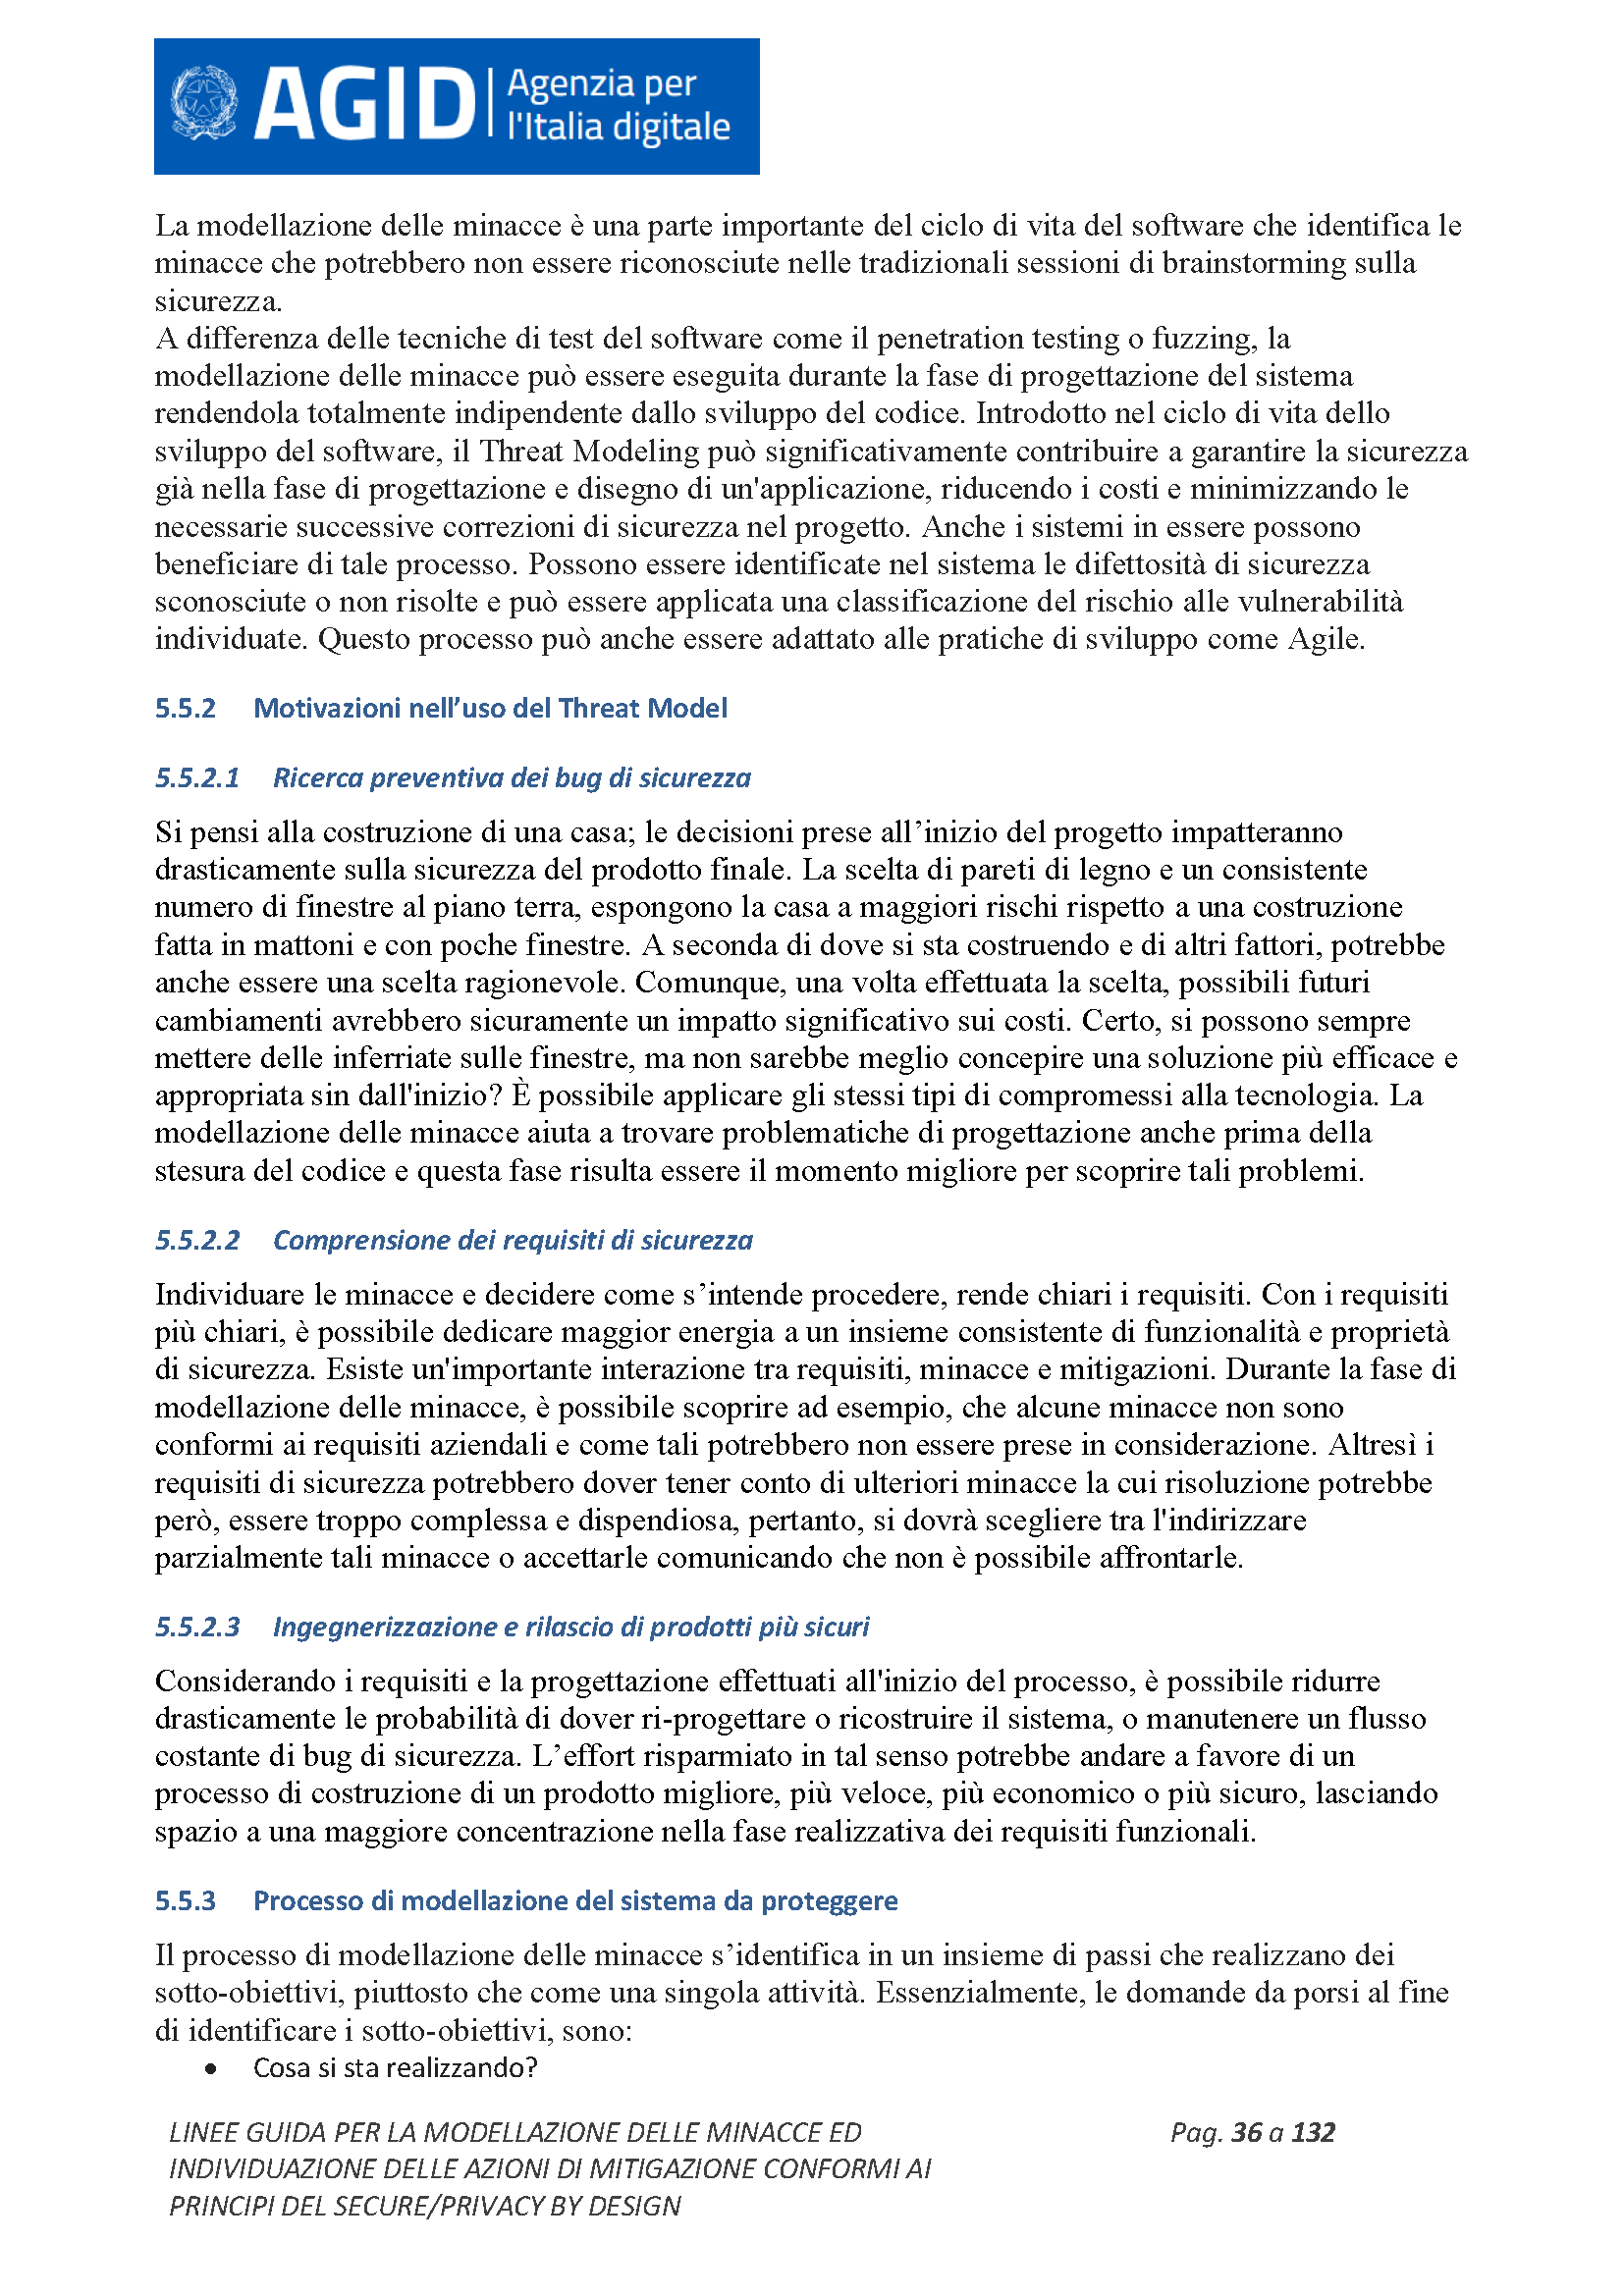 AGID
Agenzia per
l'Italia digitale
La modellazione delle minacce è una parte importante del ciclo di vita del software che identifica le
minacce che potrebbero non essere riconosciute nelle tradizionali sessioni di brainstorming sulla
sicurezza.
A differenza delle tecniche di test del software come il penetration testing o fuzzing, la
modellazione delle minacce può essere eseguita durante la fase di progettazione del sistema
rendendola totalmente indipendente dallo sviluppo del codice. Introdotto nel ciclo di vita dello
sviluppo del software, il Threat Modeling può significativamente contribuire a garantire la sicurezza
già nella fase di progettazione e disegno di un'applicazione, riducendo i costi e minimizzando le
necessarie successive correzioni di sicurezza nel progetto. Anche i sistemi in essere possono
beneficiare di tale processo. Possono essere identificate nel sistema le difettosità di sicurezza
sconosciute o non risolte e può essere applicata una classificazione del rischio alle vulnerabilità
individuate. Questo processo può anche essere adattato alle pratiche di sviluppo come Agile.
5.5.2 Motivazioni nell’uso del Threat Model
5.5.2.1 Ricerca preventiva dei bug di sicurezza
Si pensi alla costruzione di una casa; le decisioni prese all’inizio del progetto impatteranno
drasticamente sulla sicurezza del prodotto finale. La scelta di pareti di legno e un consistente
numero di finestre al piano terra, espongono la casa a maggiori rischi rispetto a una costruzione
fatta in mattoni e con poche finestre. A seconda di dove si sta costruendo e di altri fattori, potrebbe
anche essere una scelta ragionevole. Comunque, una volta effettuata la scelta, possibili futuri
cambiamenti avrebbero sicuramente un impatto significativo sui costi. Certo, si possono sempre
mettere delle inferriate sulle finestre, ma non sarebbe meglio concepire una soluzione più efficace e
appropriata sin dall'inizio? È possibile applicare gli stessi tipi di compromessi alla tecnologia. La
modellazione delle minacce aiuta a trovare problematiche di progettazione anche prima della
stesura del codice e questa fase risulta essere il momento migliore per scoprire tali problemi.
5.5.2.2 Comprensione dei requisiti di sicurezza
Individuare le minacce e decidere come s’intende procedere, rende chiari i requisiti. Con i requisiti
più chiari, è possibile dedicare maggior energia a un insieme consistente di funzionalità e proprietà
di sicurezza. Esiste un'importante interazione tra requisiti, minacce e mitigazioni. Durante la fase di
modellazione delle minacce, è possibile scoprire ad esempio, che alcune minacce non sono
conformi ai requisiti aziendali e come tali potrebbero non essere prese in considerazione. Altresì i
requisiti di sicurezza potrebbero dover tener conto di ulteriori minacce la cui risoluzione potrebbe
però, essere troppo complessa e dispendiosa, pertanto, si dovrà scegliere tra l'indirizzare
parzialmente tali minacce o accettarle comunicando che non è possibile affrontarle.
5.5.2.3 Ingegnerizzazione e rilascio di prodotti più sicuri
Considerando i requisiti e la progettazione effettuati all'inizio del processo, è possibile ridurre
drasticamente le probabilità di dover ri-progettare o ricostruire il sistema, o manutenere un flusso
costante di bug di sicurezza. L’effort risparmiato in tal senso potrebbe andare a favore di un
processo di costruzione di un prodotto migliore, più veloce, più economico o più sicuro, lasciando
spazio a una maggiore concentrazione nella fase realizzativa dei requisiti funzionali.
5.5.3 Processo di modellazione del sistema da proteggere
Il processo di modellazione delle minacce s’identifica in un insieme di passi che realizzano dei
sotto-obiettivi, piuttosto che come una singola attività. Essenzialmente, le domande da porsi al fine
di identificare i sotto-obiettivi, sono:
• Cosa si sta realizzando?
LINEE GUIDA PER LA MODELLAZIONE DELLE MINACCE ED Pag. 36 a 132
INDIVIDUAZIONE DELLE AZIONI DI MITIGAZIONE CONFORMI AI
PRINCIPI DEL SECURE/PRIVACY BY DESIGN